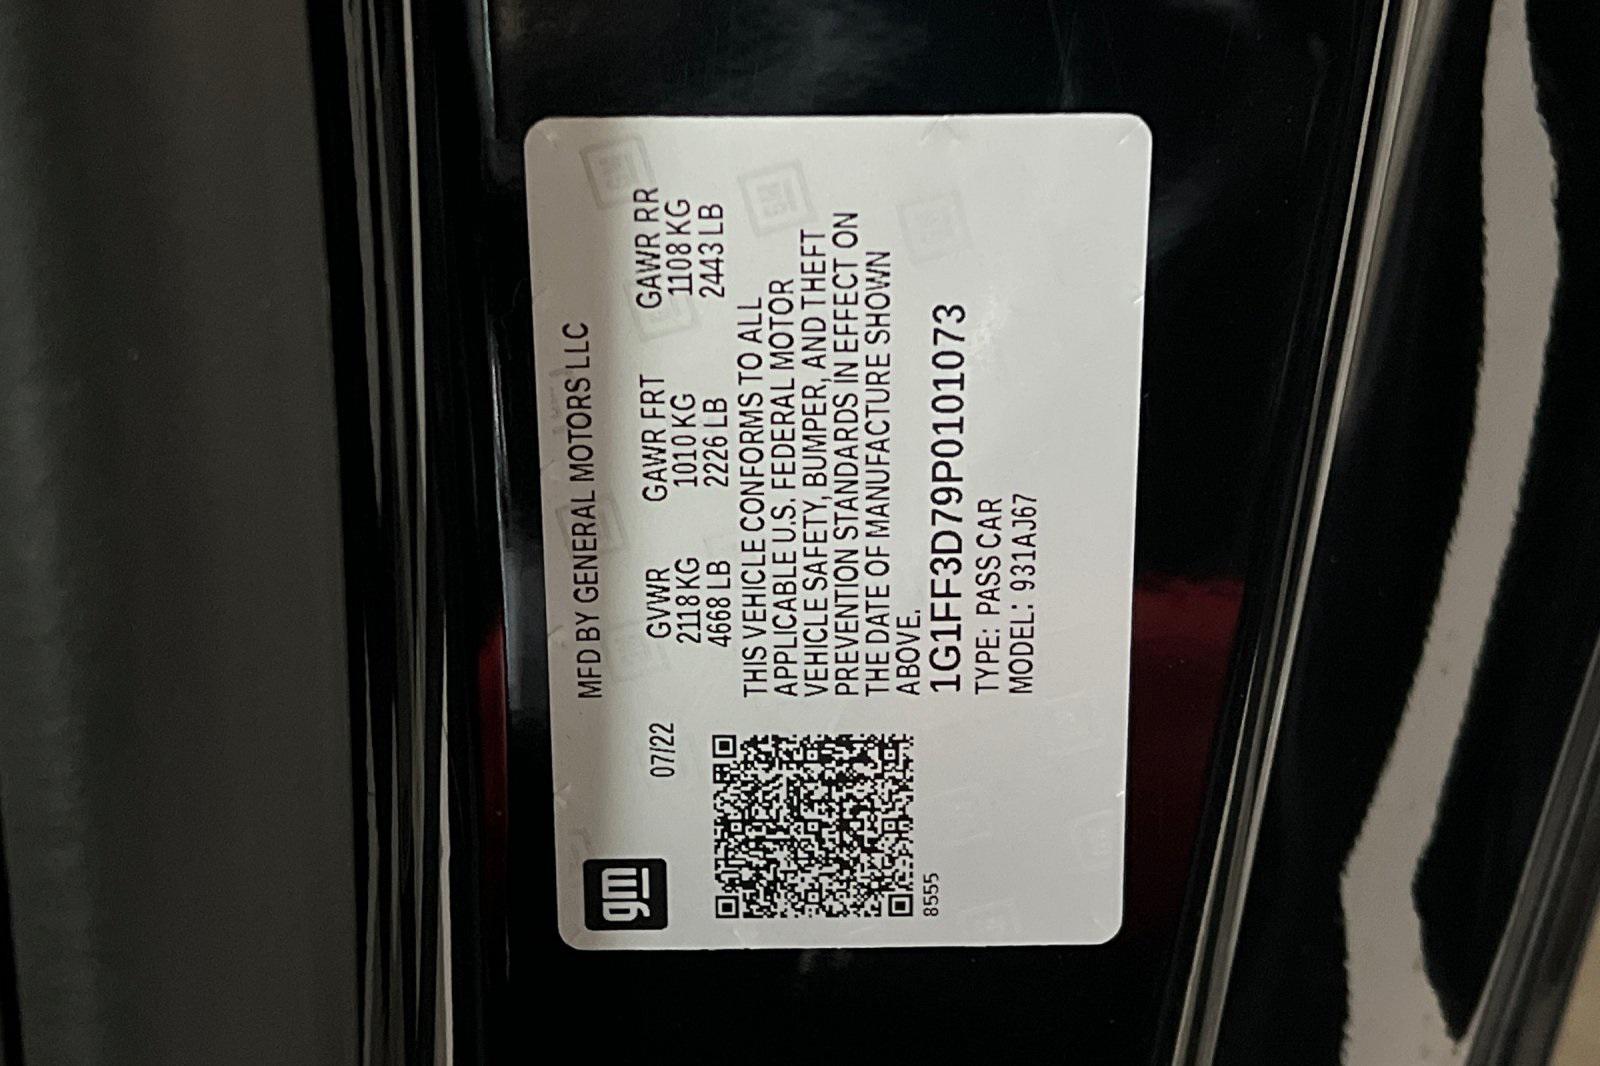 gm
MFD BY GENERAL MOTORS LLC
07/22
GVWR GAWR FRT GAWR RR
2118 KG 1010 KG 1108 KG
4668 LB 2226 LB 2443 LB
THIS VEHICLE CONFORMS TO ALL
APPLICABLE U.S. FEDERAL MOTOR
VEHICLE SAFETY, BUMPER, AND THEFT
PREVENTION STANDARDS IN EFFECT ON
THE DATE OF MANUFACTURE SHOWN
ABOVE.
1G1FF3D79P0101073
TYPE: PASS CAR
MODEL: 931AJ67
8555